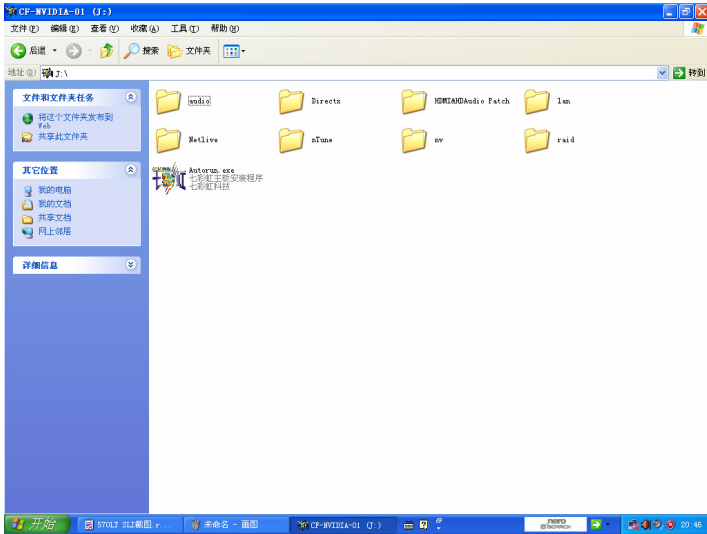 CF-NVIDIA-01 (J:)
文件(F) 编辑(E) 查看(V) 收藏(A) 工具(T) 帮助(H)
后退 搜索 文件夹
地址(D) J:\ 转到
文件和文件夹任务
将这个文件夹发布到
Web
共享此文件夹
其它位置
我的电脑
我的文档
共享文档
网上邻居
详细信息
audio Directx HDMI&HDAudio Patch lan
Netlive nTune nv raid
Autorun.exe
七彩虹主板安装程序
七彩虹科技
开始 570LT SLI截图.r... 未命名 - 画图 CF-NVIDIA-01 (J:) nero SEARCH 20:46